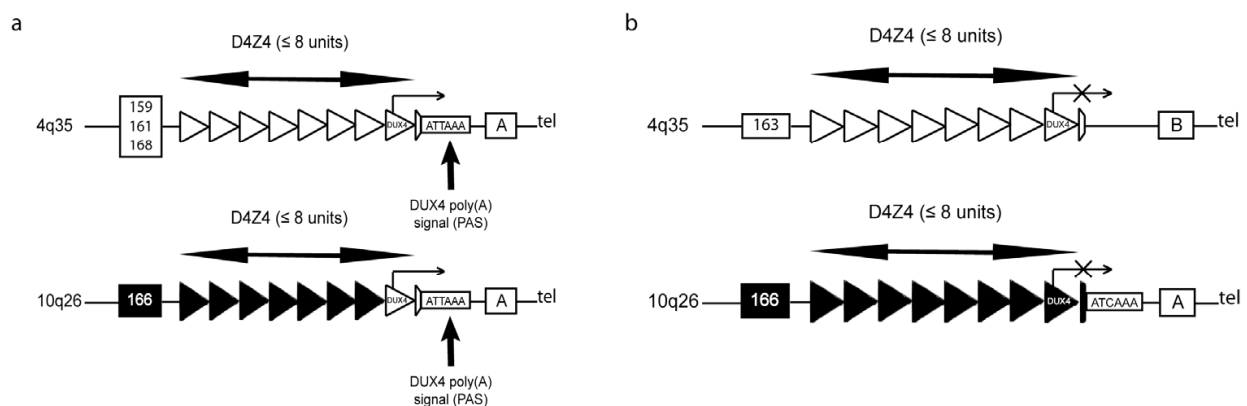 a
D4Z4 (≤ 8 units)
4q35
159
161
168
DUX4
ATTAAA
A
tel
DUX4 poly(A)
signal (PAS)
D4Z4 (≤ 8 units)
10q26
166
DUX4
ATTAAA
A
tel
DUX4 poly(A)
signal (PAS)
b
D4Z4 (≤ 8 units)
4q35
163
DUX4
B
tel
D4Z4 (≤ 8 units)
10q26
166
DUX4
ATCAAA
A
tel